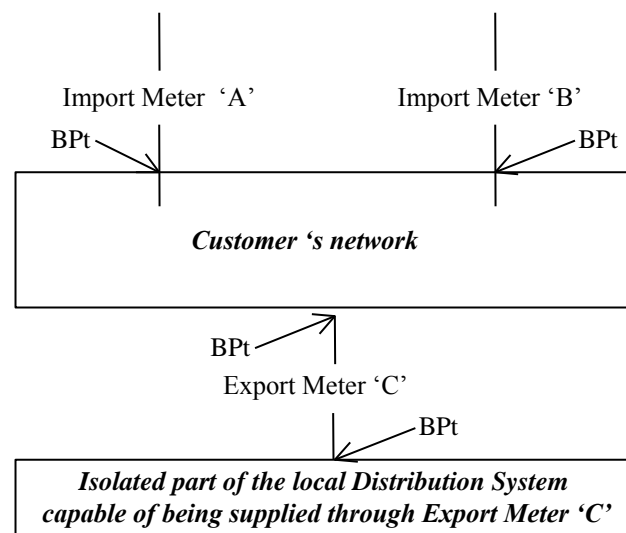 Import Meter ‘A’ Import Meter ‘B’
BPt BPt
Customer ‘s network
BPt
Export Meter ‘C’
BPt
Isolated part of the local Distribution System
capable of being supplied through Export Meter ‘C’